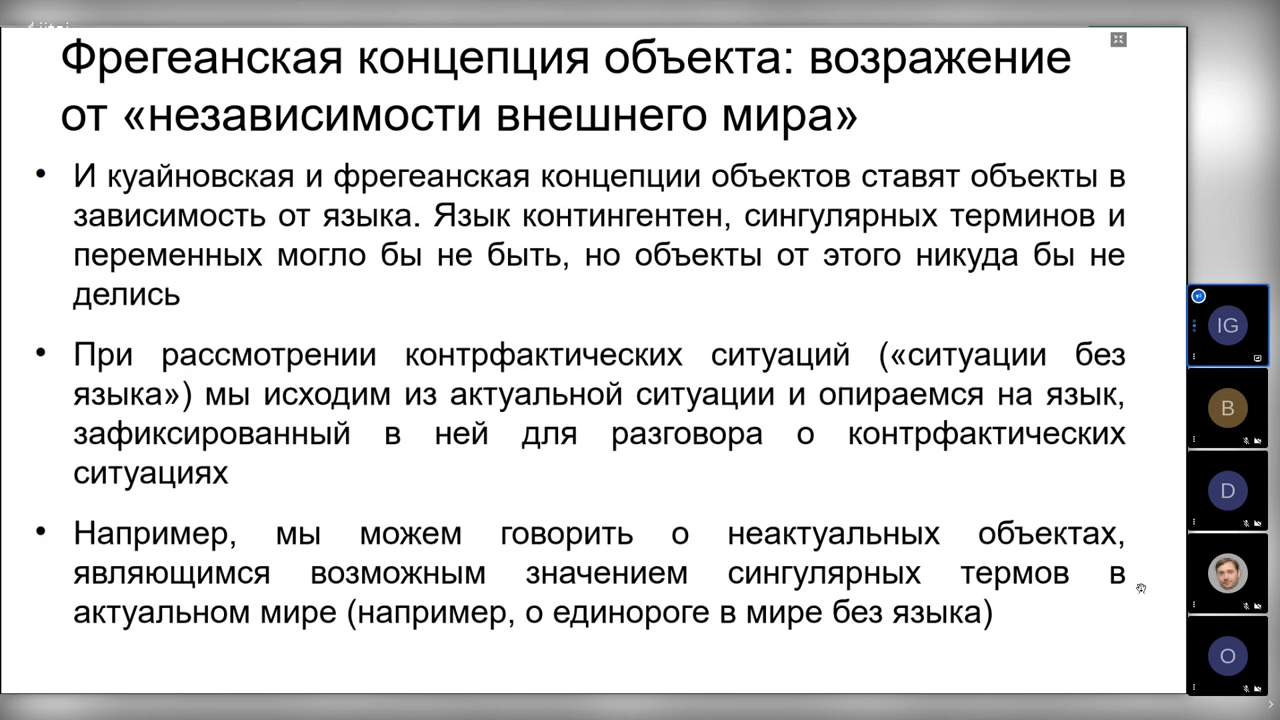 Фрегеанская концепция объекта: возражение
от «независимости внешнего мира»
• И куайновская и фрегеанская концепции объектов ставят объекты в
зависимость от языка. Язык контингентен, сингулярных терминов и
переменных могло бы не быть, но объекты от этого никуда бы не
делись
• При рассмотрении контрфактических ситуаций («ситуации без
языка») мы исходим из актуальной ситуации и опираемся на язык,
зафиксированный в ней для разговора о контрфактических
ситуациях
• Например, мы можем говорить о неактуальных объектах,
являющимся возможным значением сингулярных термов в
актуальном мире (например, о единороге в мире без языка)
IG
B
D
O